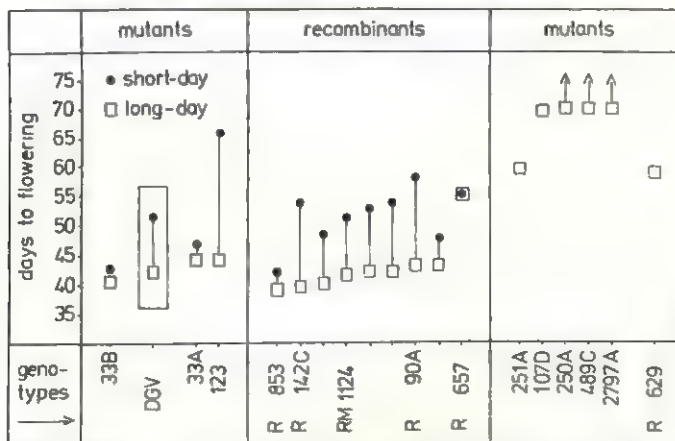 mutants recombinants mutants
days to flowering
75
70
65
60
55
50
45
40
35
short-day
long-day
geno-
types
33B
DGV
33A
123
R 853
R 142C
RM 1124
R 90A
R 657
251A
107D
250A
489C
2797A
R 629